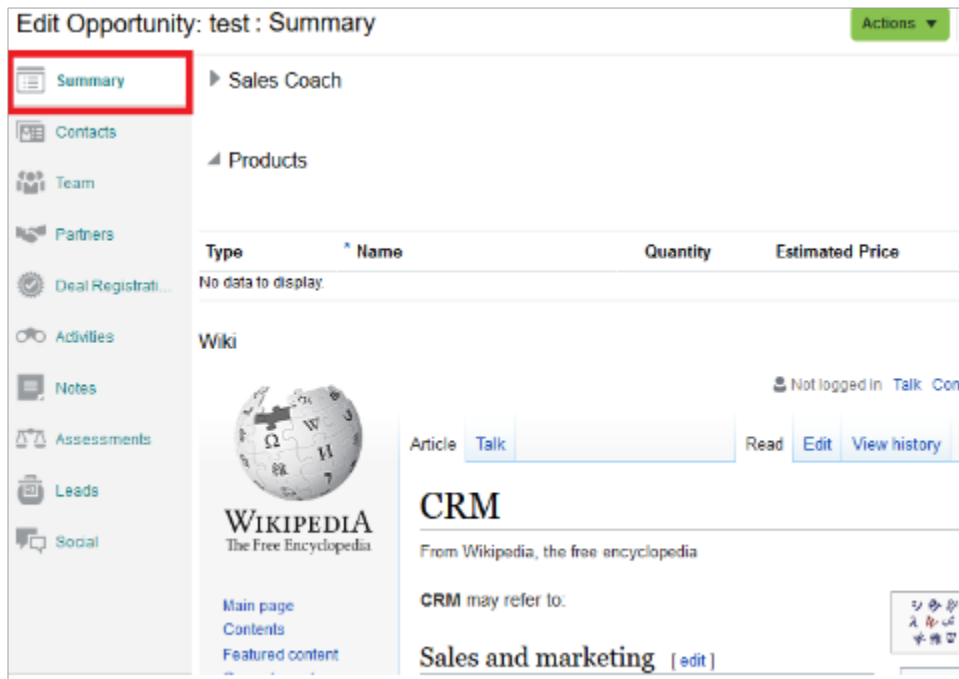 Edit Opportunity: test : Summary
Actions
Summary
Contacts
Team
Partners
Deal Registrati...
Activities
Notes
Assessments
Leads
Social
Sales Coach
Products
Type * Name Quantity Estimated Price
No data to display.
Wiki
Not logged in Talk Con
Article Talk Read Edit View history
WIKIPEDIA
The Free Encyclopedia
Main page
Contents
Featured content
CRM
From Wikipedia, the free encyclopedia
CRM may refer to:
Sales and marketing [ edit ]